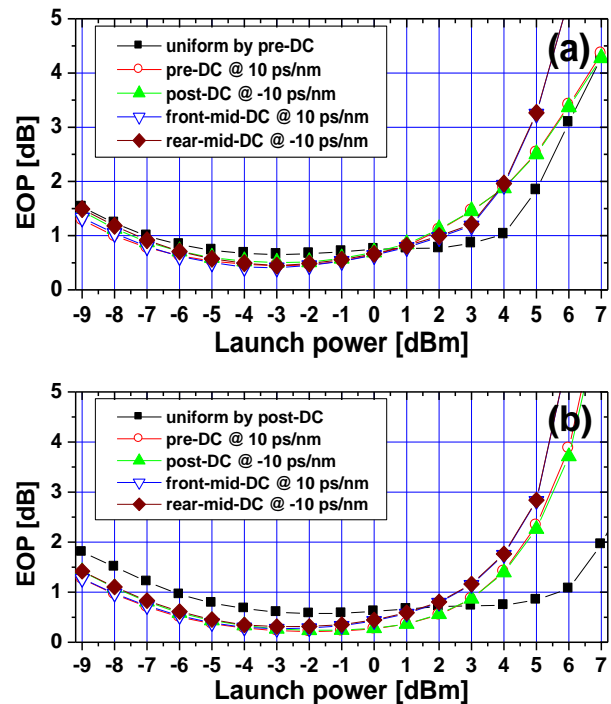 5
(a)
uniform by pre-DC
pre-DC @ 10 ps/nm
4
post-DC @ -10 ps/nm
front-mid-DC @ 10 ps/nm
rear-mid-DC @ -10 ps/nm
3
EOP [dB]
2
1
0
-9 -8 -7 -6 -5 -4 -3 -2 -1 0 1 2 3 4 5 6 7
Launch power [dBm]
5
(b)
uniform by post-DC
pre-DC @ 10 ps/nm
4
post-DC @ -10 ps/nm
front-mid-DC @ 10 ps/nm
rear-mid-DC @ -10 ps/nm
3
EOP [dB]
2
1
0
-9 -8 -7 -6 -5 -4 -3 -2 -1 0 1 2 3 4 5 6 7
Launch power [dBm]